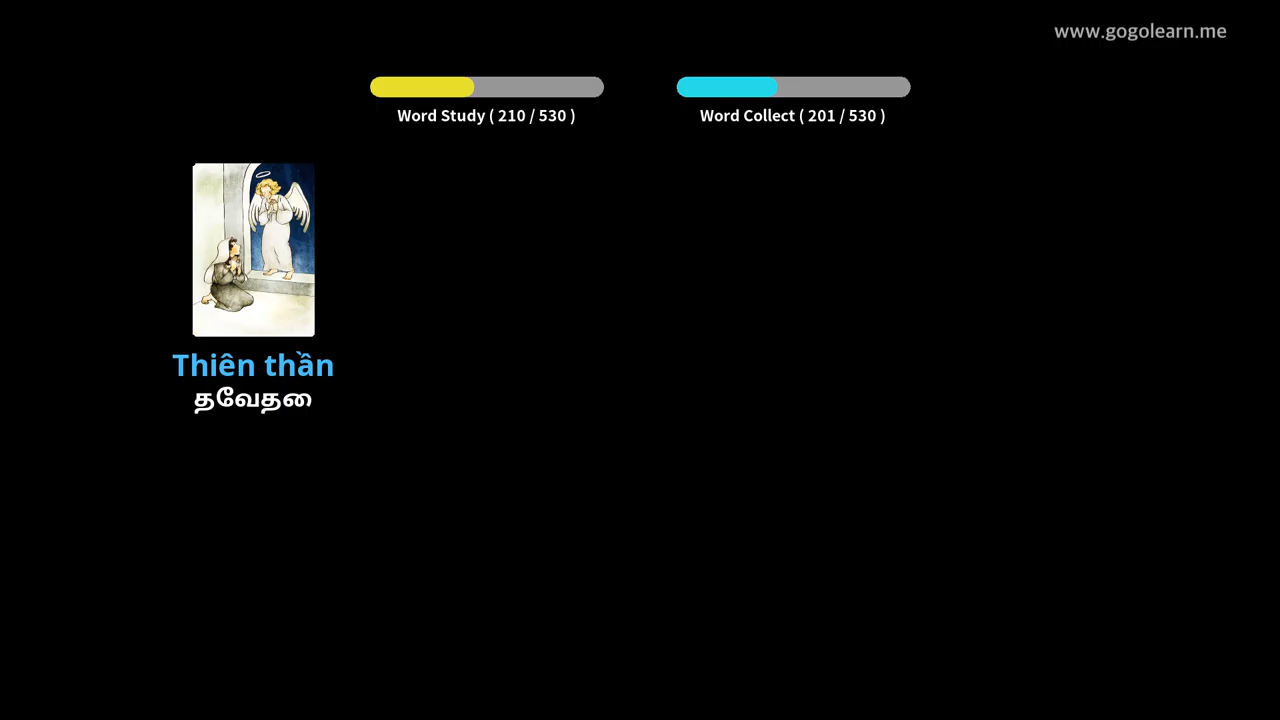 www.gogolearn.me
Word Study ( 210 / 530 )
Word Collect ( 201 / 530 )
Thiên thần
தவேதை